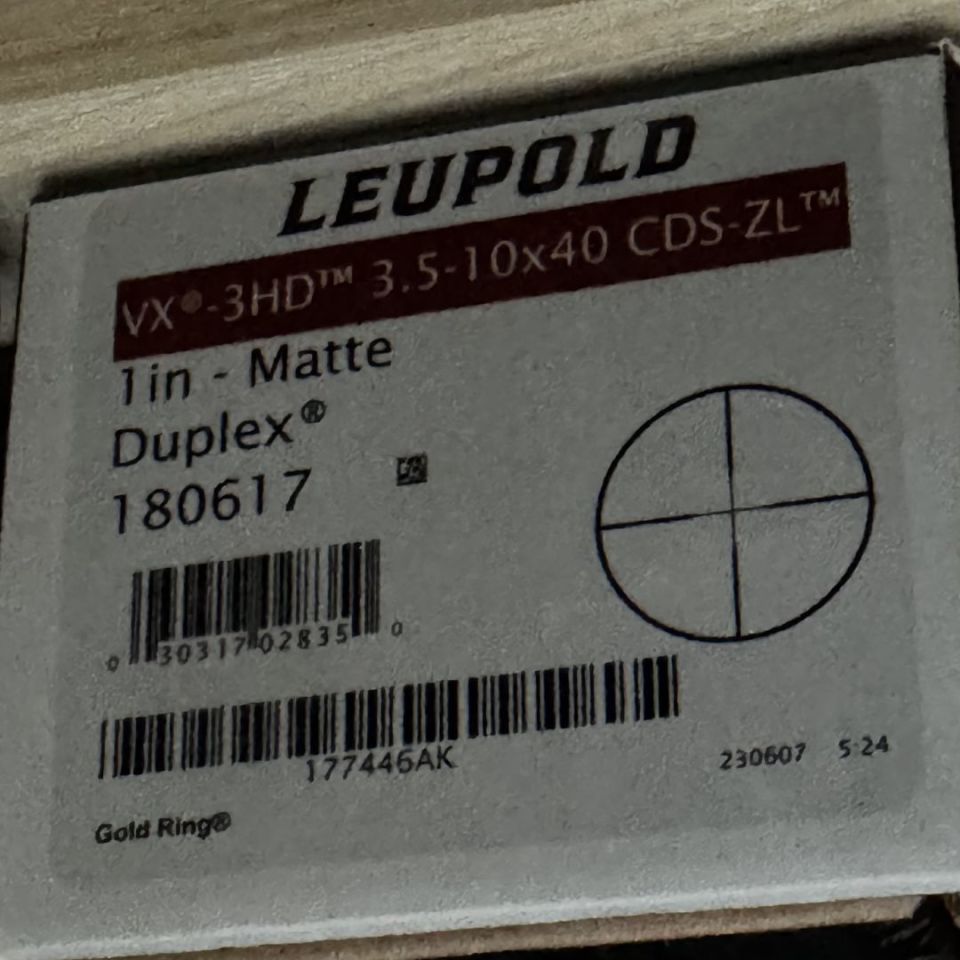 LEUPOLD
VX®-3HD™ 3.5-10x40 CDS-ZL™
1in - Matte
Duplex®
180617
0 30317 02835 0
177446AK
230607 5-24
Gold Ring®